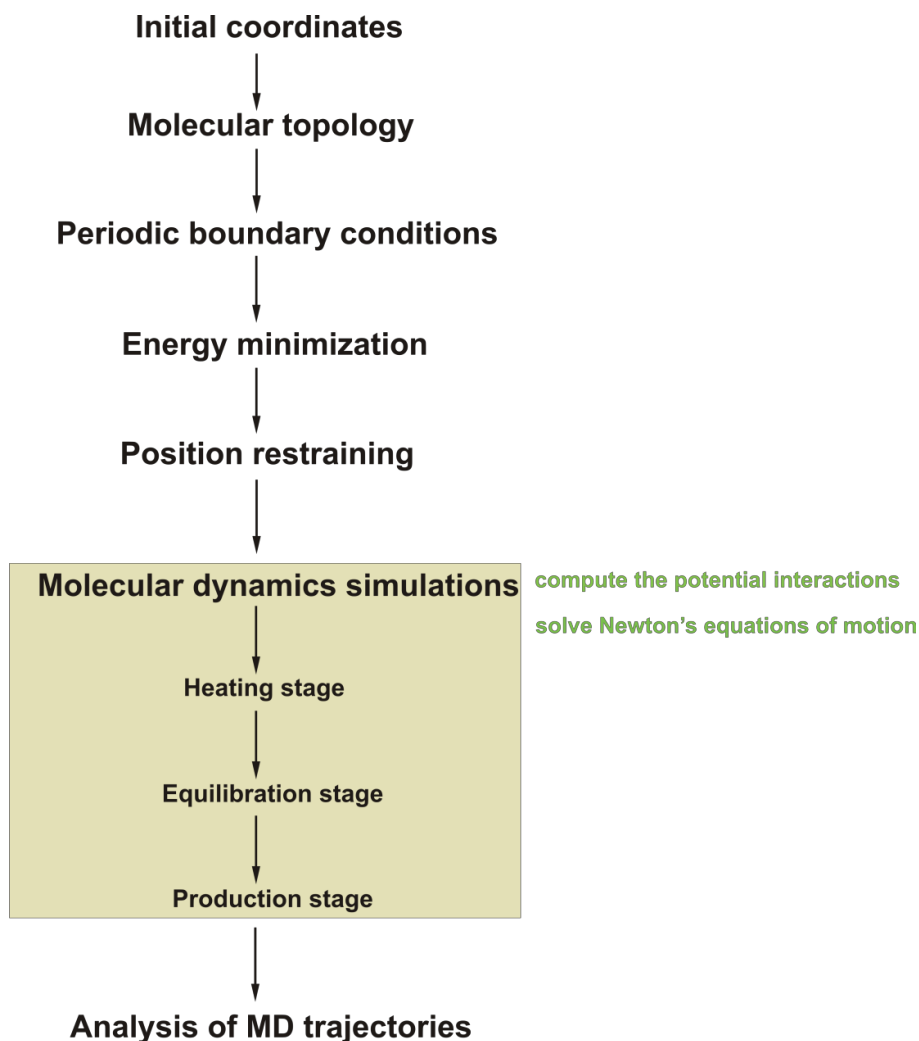 Initial coordinates
Molecular topology
Periodic boundary conditions
Energy minimization
Position restraining
Molecular dynamics simulations
compute the potential interactions
solve Newton's equations of motion
Heating stage
Equilibration stage
Production stage
Analysis of MD trajectories